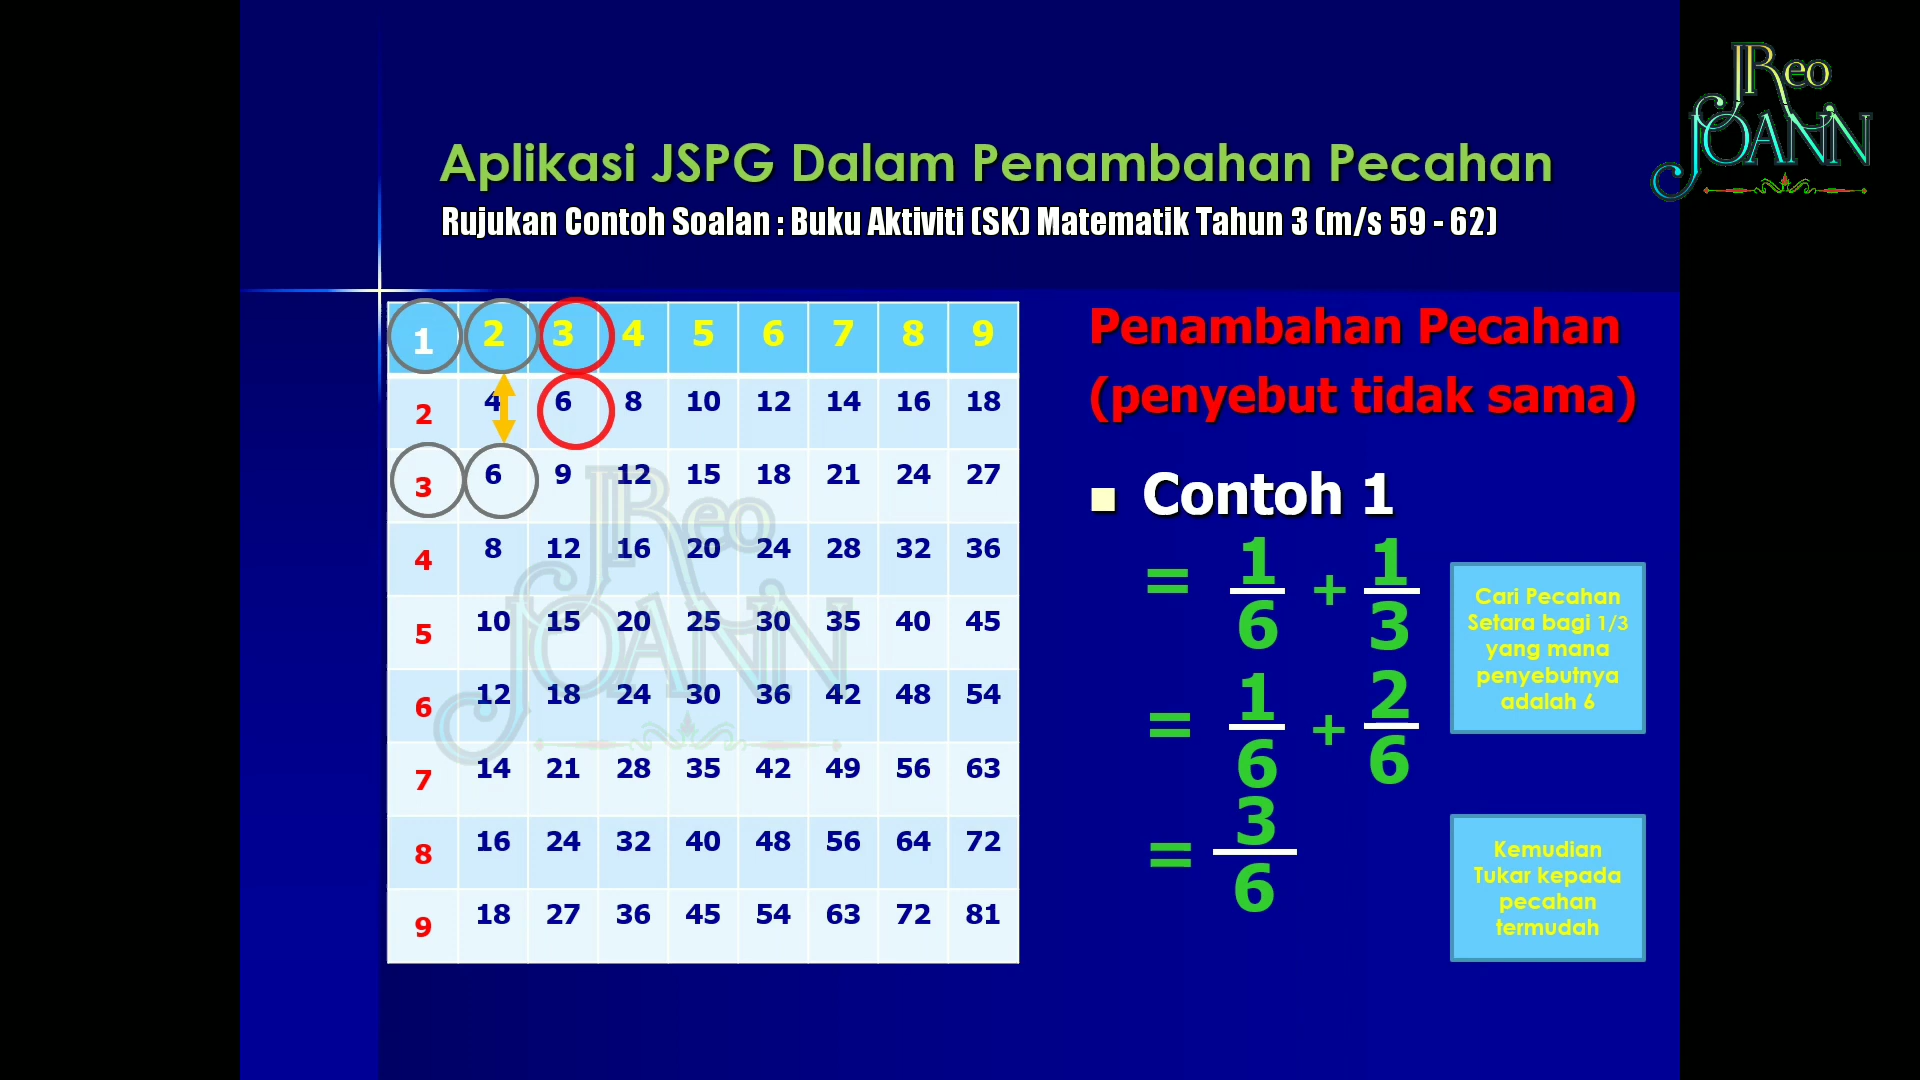 JReo
JOANN
Aplikasi JSPG Dalam Penambahan Pecahan
Rujukan Contoh Soalan : Buku Aktiviti (SK) Matematik Tahun 3 (m/s 59 - 62)
1 2 3 4 5 6 7 8 9
2 4 6 8 10 12 14 16 18
3 6 9 12 15 18 21 24 27
4 8 12 16 20 24 28 32 36
5 10 15 20 25 30 35 40 45
6 12 18 24 30 36 42 48 54
7 14 21 28 35 42 49 56 63
8 16 24 32 40 48 56 64 72
9 18 27 36 45 54 63 72 81
JReo
JOANN
Penambahan Pecahan
(penyebut tidak sama)
Contoh 1
= 1/6 + 1/3
= 1/6 + 2/6
= 3/6
Cari Pecahan
Setara bagi 1/3
yang mana
penyebutnya
adalah 6
Kemudian
Tukar kepada
pecahan
termudah